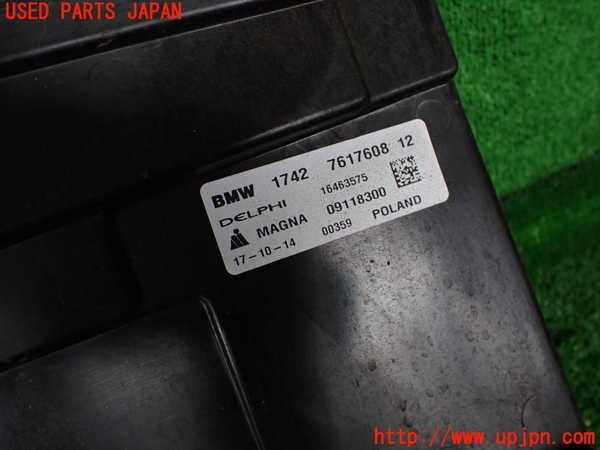 USED PARTS JAPAN
BMW 1742 7617608 12
DELPHI 16463575
MAGNA 09118300
17-10-14 00359 POLAND
http://www.upjpn.com/